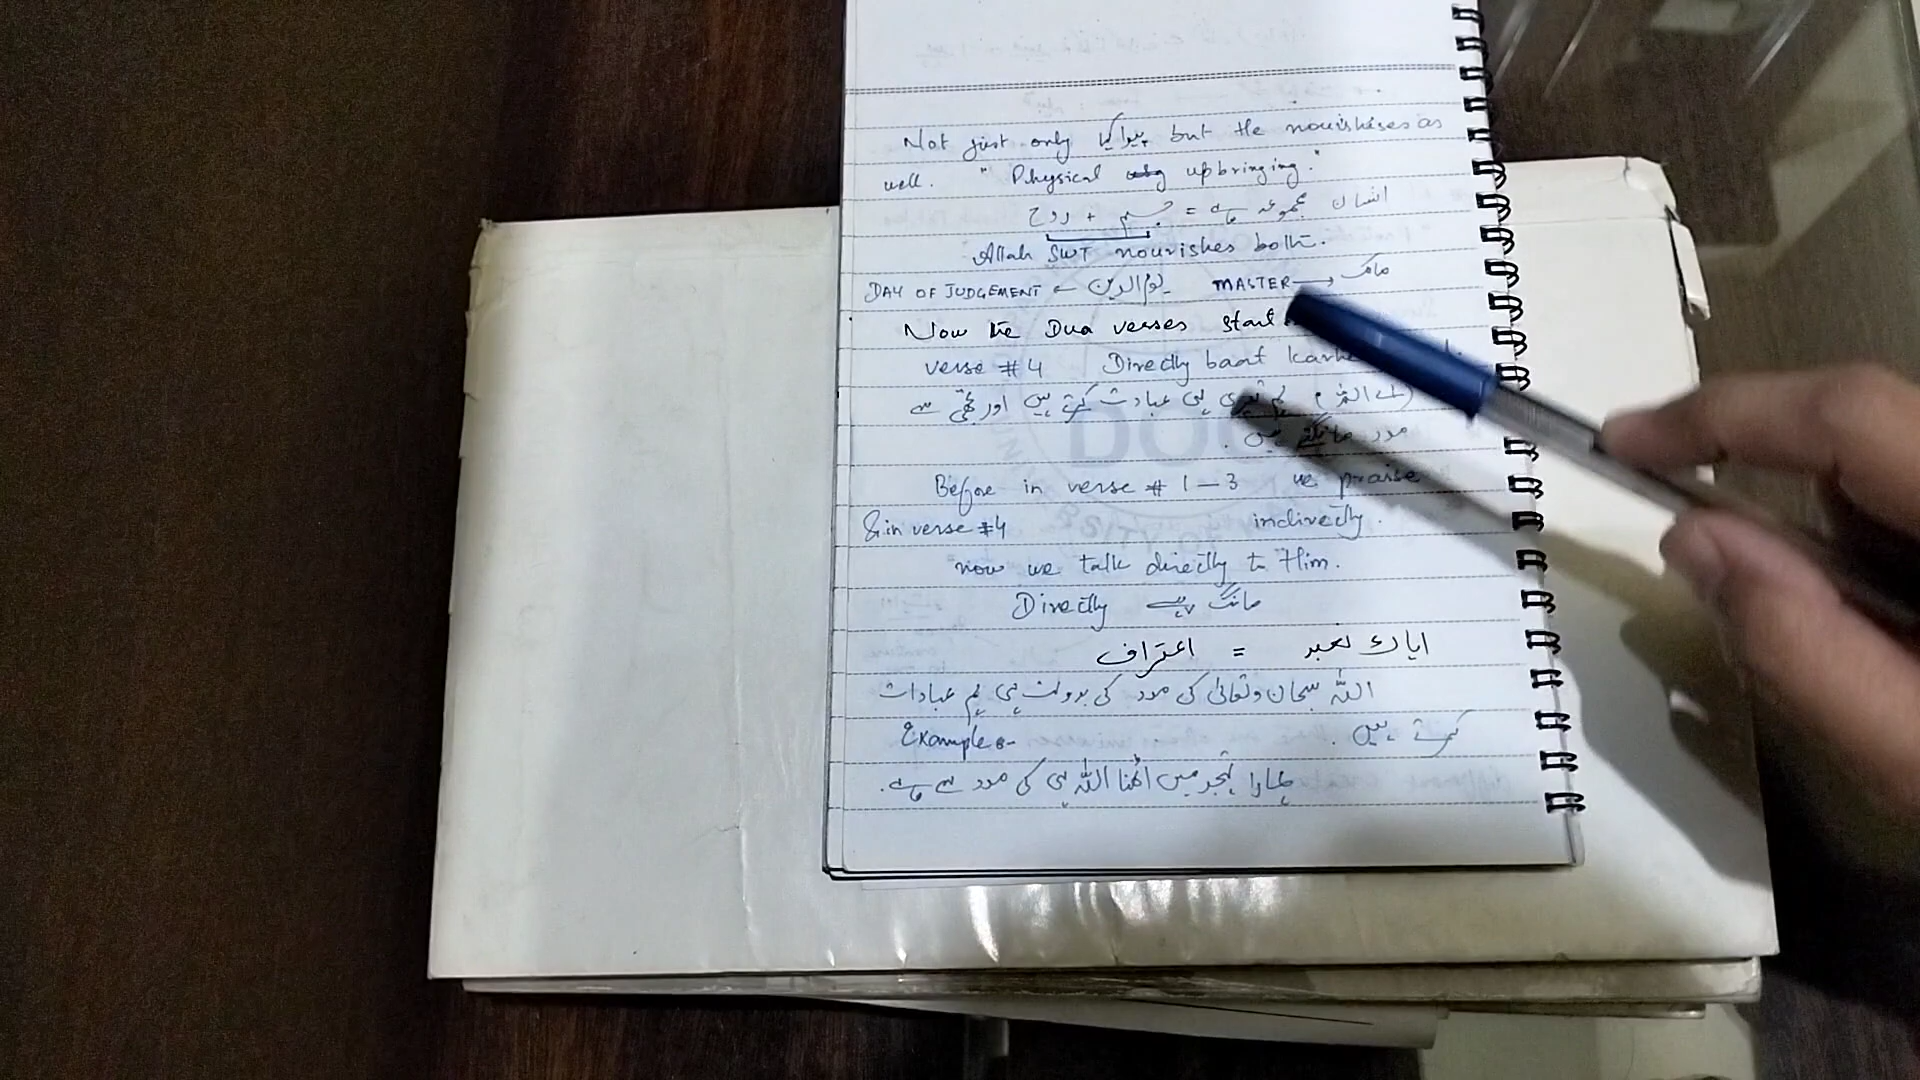 Not just only پیدا کیا but He nourishes as
well. "Physical upbringing."
انسان مجموعہ ہے = جسم + روح
Allah SWT nourishes both.
DAY OF JUDGEMENT ← یوم الدین MASTER → مالک
Now the Dua verses start
verse #4 Directly baat
(اے اللہ) ہم تیری ہی عبادت کرتے ہیں اور تجھی سے
مدد مانگتے ہیں.
Before in verse # 1 – 3 we praise
& in verse #4 indirectly.
now we talk directly to Him.
Directly مانگ رہے
ایاک نعبد = اعتراف
اللہ سبحان وتعالیٰ کی مدد کی بدولت ہی ہم عبادات
کرتے ہیں.
Example:-
ہمارا تہجد میں اٹھنا اللہ ہی کی مدد سے ہے.